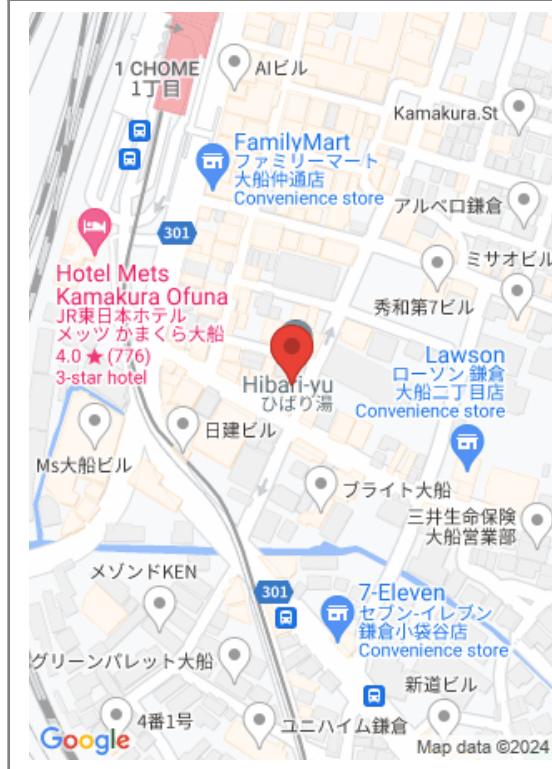 1 CHOME
1丁目
AIビル
Kamakura.St
FamilyMart
ファミリーマート
大船仲通店
Convenience store
アルベロ鎌倉
301
ミサオビル
Hotel Mets
Kamakura Ofuna
JR東日本ホテル
メッツ かまくら大船
4.0 ★ (776)
3-star hotel
秀和第7ビル
Lawson
ローソン 鎌倉
大船二丁目店
Convenience store
Hibari-yu
ひばり湯
日建ビル
Ms大船ビル
ブライト大船
三井生命保険
大船営業部
メゾンドKEN
301
7-Eleven
セブン-イレブン
鎌倉小袋谷店
Convenience store
グリーンパレット大船
新道ビル
4番1号
ユニハイム鎌倉
Google
Map data ©2024